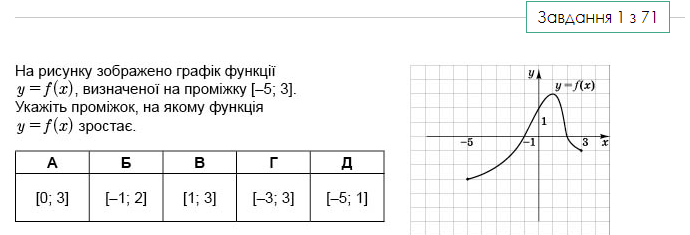 Завдання 1 з 71
На рисунку зображено графік функції
y = f(x), визначеної на проміжку [–5; 3].
Укажіть проміжок, на якому функція
y = f(x) зростає.
А Б В Г Д
[0; 3] [–1; 2] [1; 3] [–3; 3] [–5; 1]
y
y=f(x)
1
–5 –1 3 x